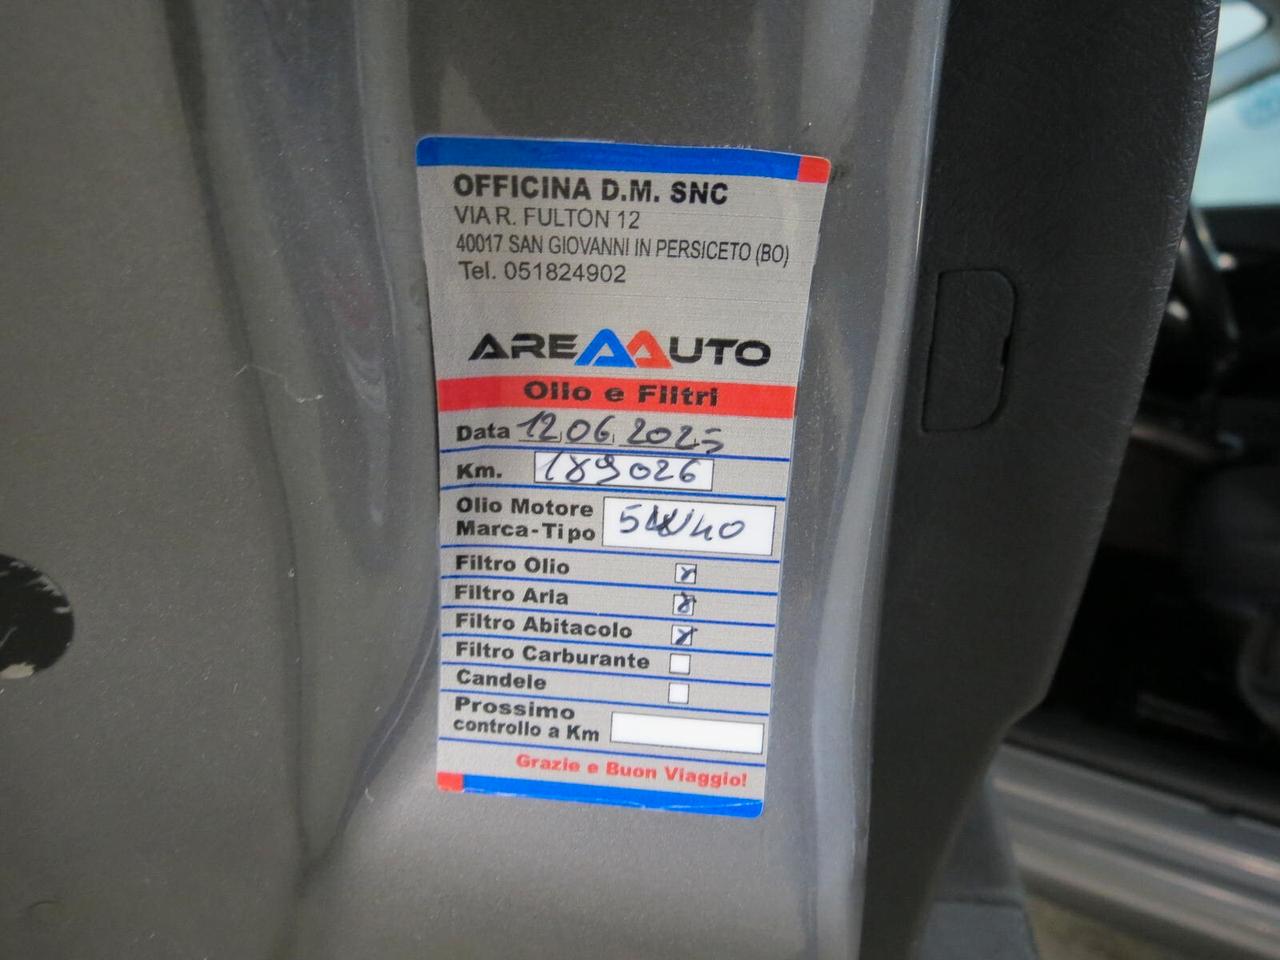 OFFICINA D.M. SNC
VIA R. FULTON 12
40017 SAN GIOVANNI IN PERSICETO (BO)
Tel. 051824902
AREAAUTO
Olio e Filtri
Data 12,06,2025
Km. 189026
Olio Motore
Marca-Tipo 5W40
Filtro Olio x
Filtro Aria x
Filtro Abitacolo x
Filtro Carburante
Candele
Prossimo
controllo a Km
Grazie e Buon Viaggio!